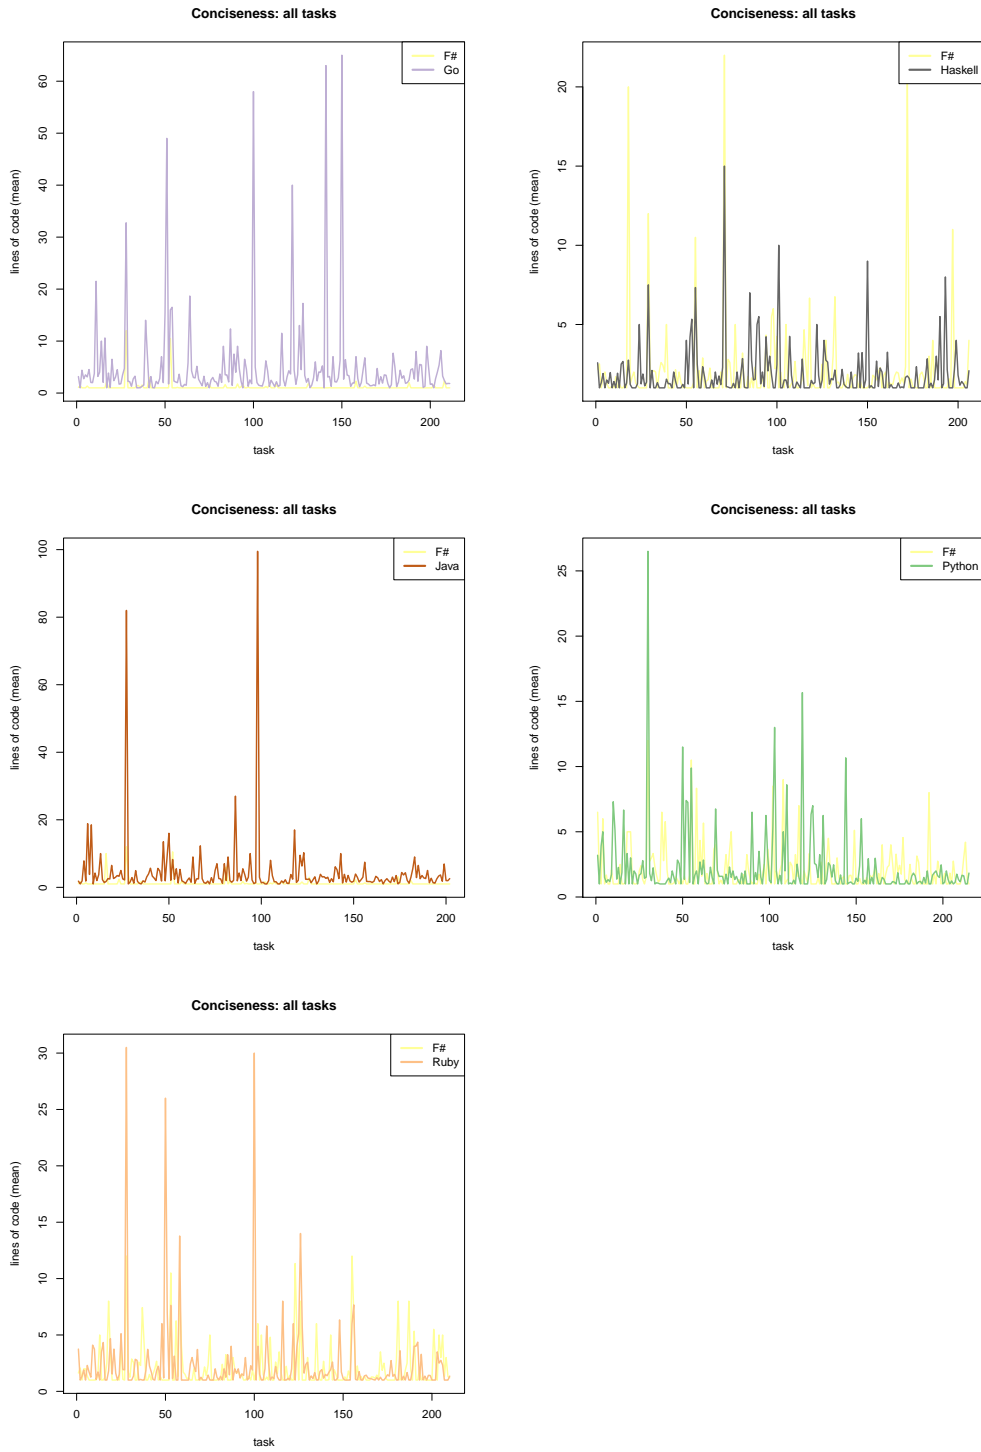 Conciseness: all tasks
F#
Go
lines of code (mean)
60
50
40
30
20
10
0
0 50 100 150 200
task
Conciseness: all tasks
F#
Haskell
lines of code (mean)
20
15
10
5
0 50 100 150 200
task
Conciseness: all tasks
F#
Java
lines of code (mean)
100
80
60
40
20
0
0 50 100 150 200
task
Conciseness: all tasks
F#
Python
lines of code (mean)
25
20
15
10
5
0
0 50 100 150 200
task
Conciseness: all tasks
F#
Ruby
lines of code (mean)
30
25
20
15
10
5
0
0 50 100 150 200
task